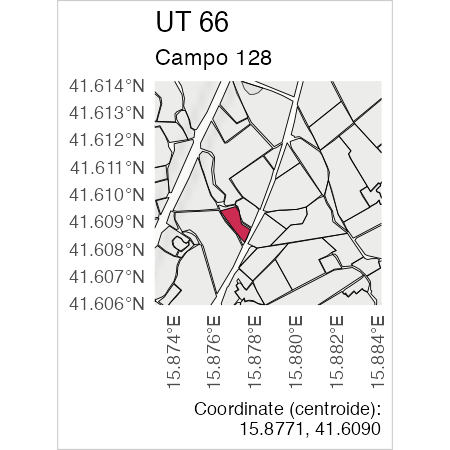 UT 66
Campo 128
41.614°N
41.613°N
41.612°N
41.611°N
41.610°N
41.609°N
41.608°N
41.607°N
41.606°N
15.874°E
15.876°E
15.878°E
15.880°E
15.882°E
15.884°E
Coordinate (centroide):
15.8771, 41.6090